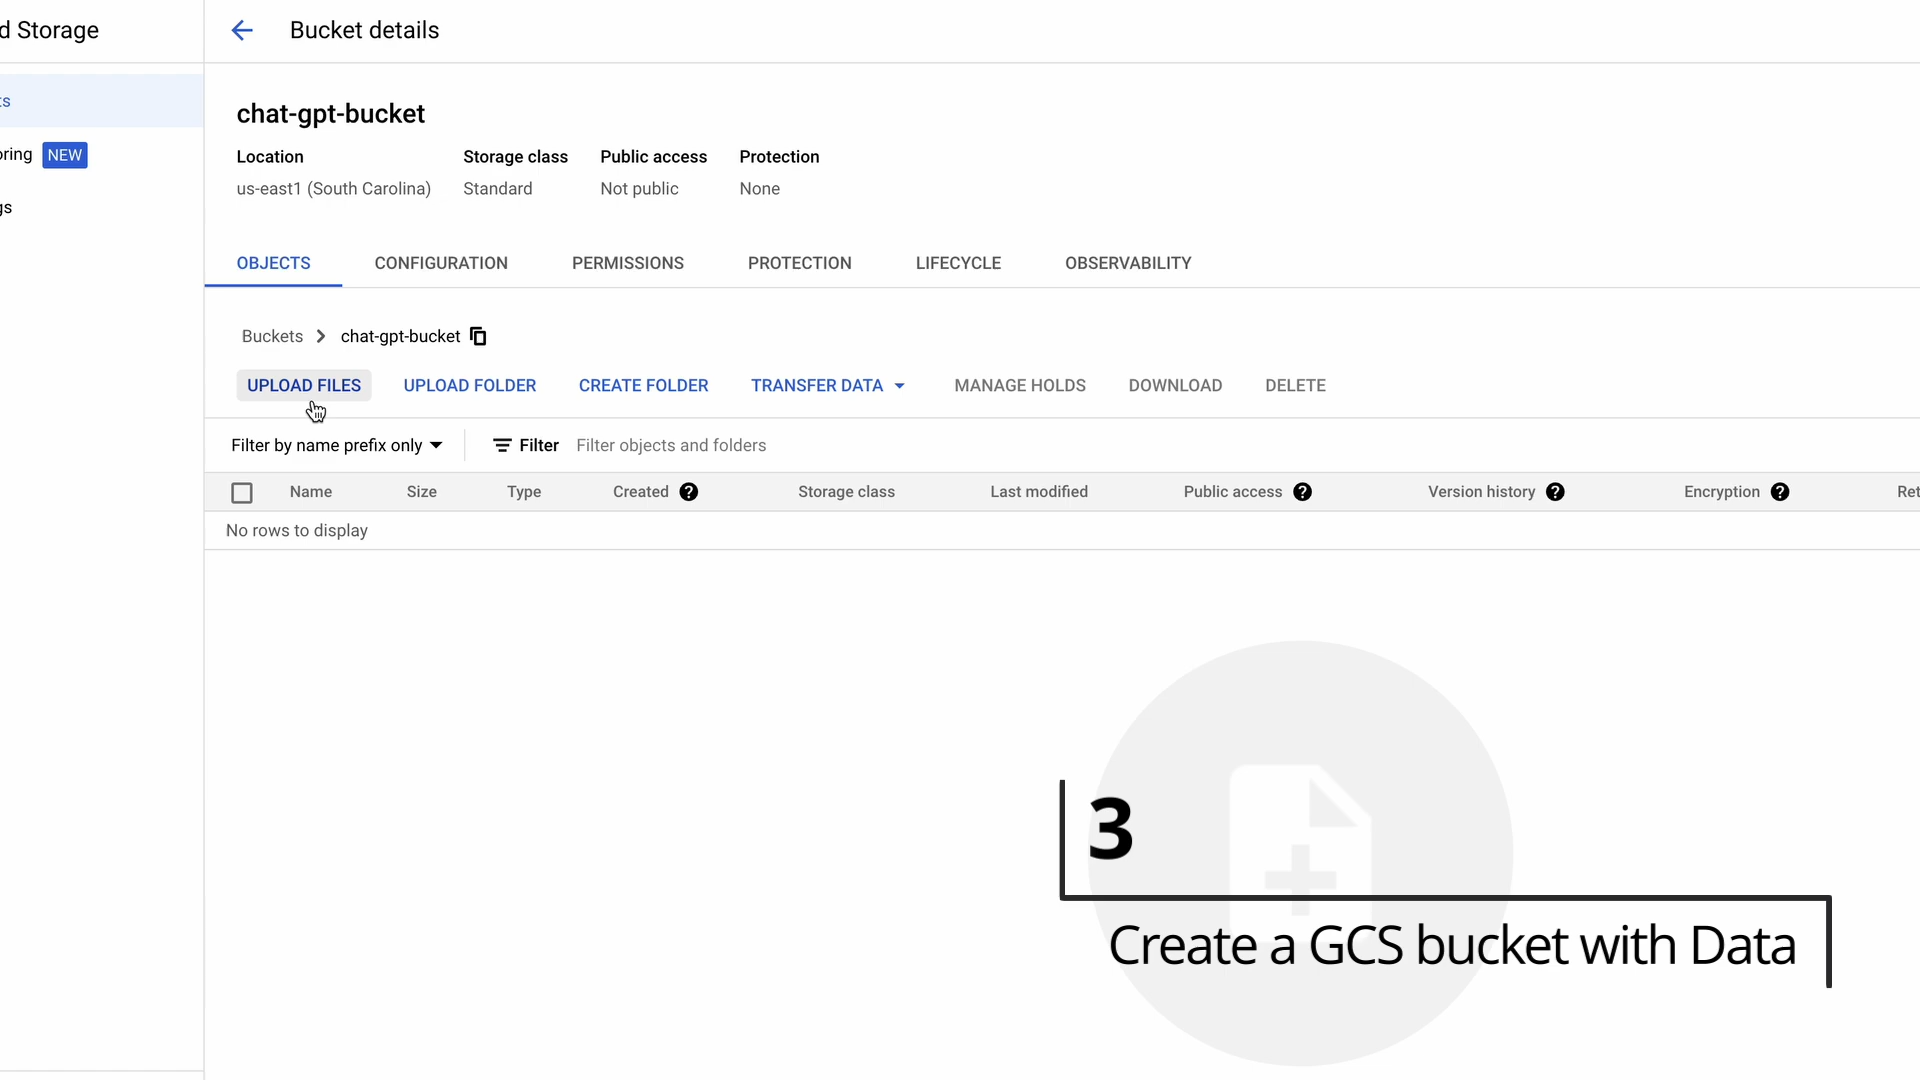 d Storage
Bucket details
ts
oring NEW
gs
chat-gpt-bucket
Location Storage class Public access Protection
us-east1 (South Carolina) Standard Not public None
OBJECTS CONFIGURATION PERMISSIONS PROTECTION LIFECYCLE OBSERVABILITY
Buckets chat-gpt-bucket
UPLOAD FILES UPLOAD FOLDER CREATE FOLDER TRANSFER DATA MANAGE HOLDS DOWNLOAD DELETE
Filter by name prefix only Filter Filter objects and folders
Name Size Type Created Storage class Last modified Public access Version history Encryption Ret
No rows to display
3
Create a GCS bucket with Data